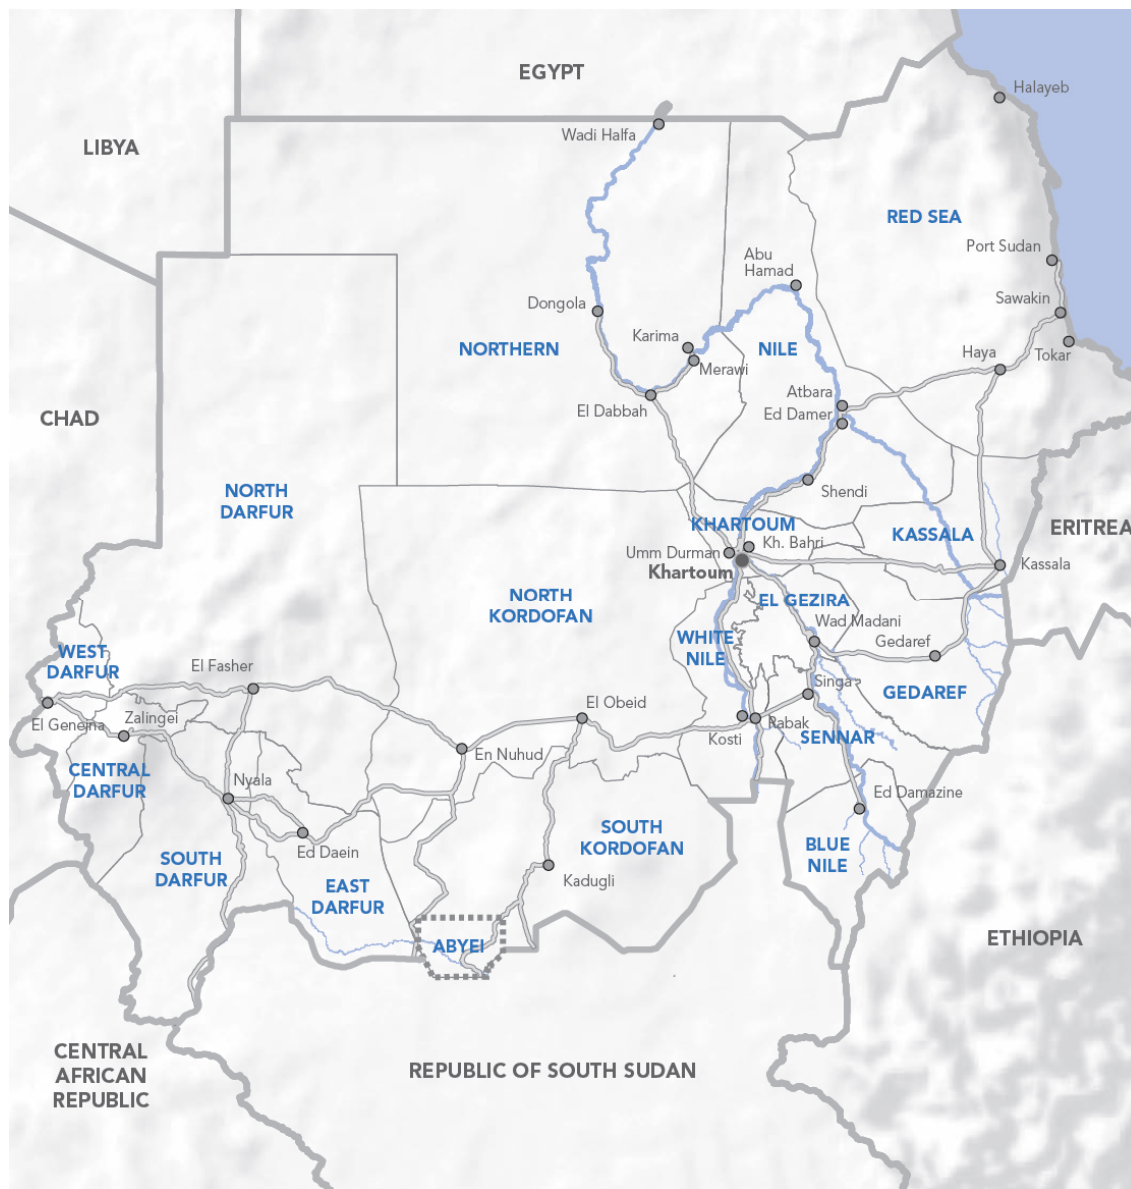 EGYPT
Halayeb
Wadi Halfa
LIBYA
RED SEA
Port Sudan
Abu
Hamad
Sawakin
Dongola
Karima
NORTHERN
NILE
Haya
Tokar
Merawi
Atbara
El Dabbah
Ed Damer
CHAD
NORTH
DARFUR
Shendi
KHARTOUM
KASSALA
ERITREA
Umm Durman
Kh. Bahri
Khartoum
Kassala
NORTH
KORDOFAN
EL GEZIRA
Wad Madani
WHITE
NILE
Gedaref
WEST
DARFUR
El Fasher
Singa
GEDAREF
El Geneina
Zalingei
El Obeid
Rabak
Kosti
SENNAR
En Nuhud
CENTRAL
DARFUR
Nyala
Ed Damazine
SOUTH
KORDOFAN
BLUE
NILE
Ed Daein
SOUTH
DARFUR
EAST
DARFUR
Kadugli
ABYEI
ETHIOPIA
CENTRAL
AFRICAN
REPUBLIC
REPUBLIC OF SOUTH SUDAN